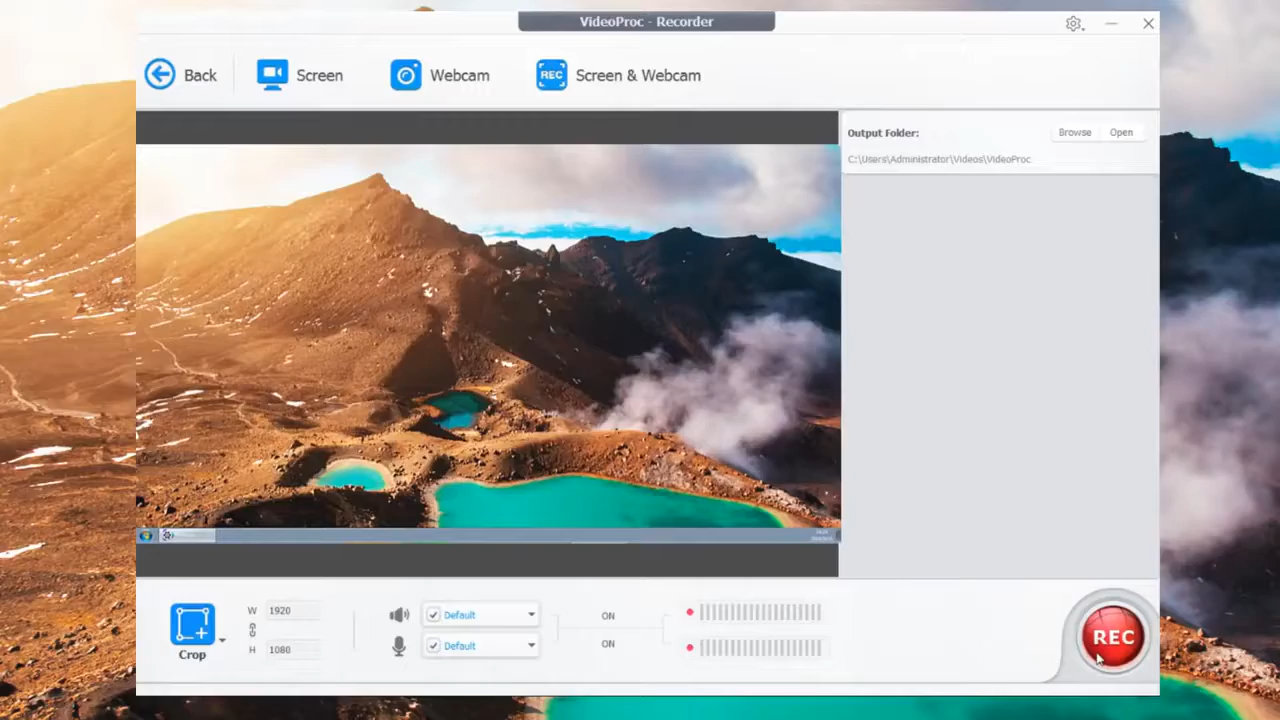 VideoProc - Recorder
Back
Screen
Webcam
REC
Screen & Webcam
Output Folder:
Browse
Open
C:\Users\Administrator\Videos\VideoProc
Crop
W 1920
H 1080
Default
Default
ON
ON
REC